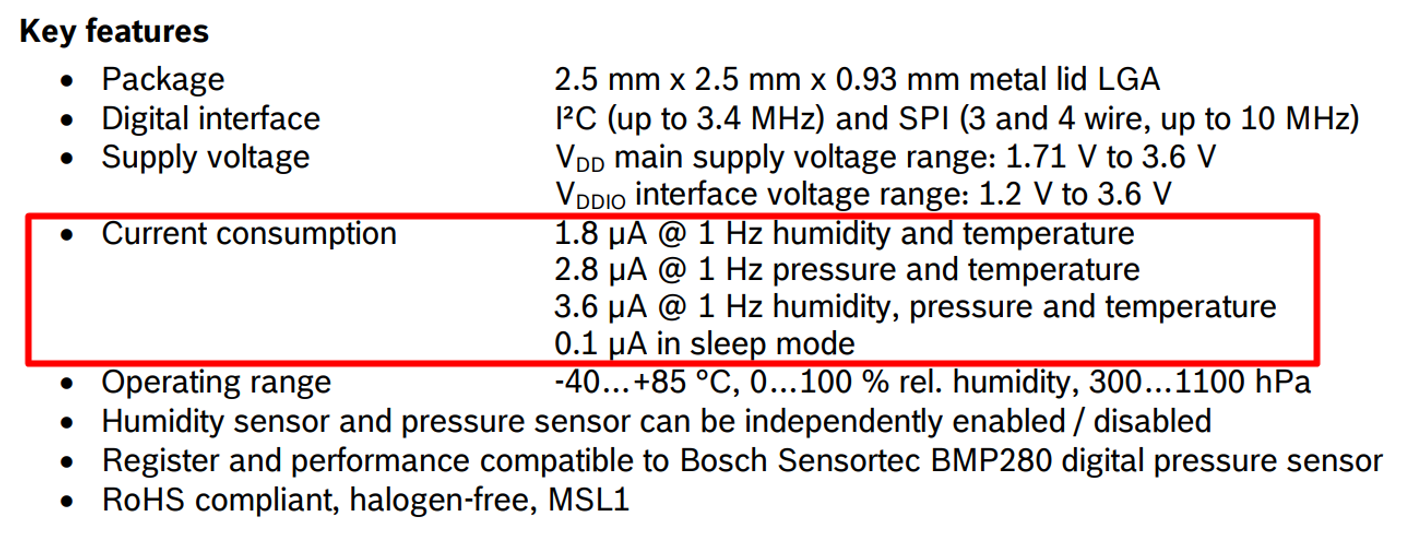 Key features
• Package 2.5 mm x 2.5 mm x 0.93 mm metal lid LGA
• Digital interface I²C (up to 3.4 MHz) and SPI (3 and 4 wire, up to 10 MHz)
• Supply voltage V_DD main supply voltage range: 1.71 V to 3.6 V
V_DDIO interface voltage range: 1.2 V to 3.6 V
• Current consumption 1.8 µA @ 1 Hz humidity and temperature
2.8 µA @ 1 Hz pressure and temperature
3.6 µA @ 1 Hz humidity, pressure and temperature
0.1 µA in sleep mode
• Operating range -40…+85 °C, 0…100 % rel. humidity, 300…1100 hPa
• Humidity sensor and pressure sensor can be independently enabled / disabled
• Register and performance compatible to Bosch Sensortec BMP280 digital pressure sensor
• RoHS compliant, halogen-free, MSL1